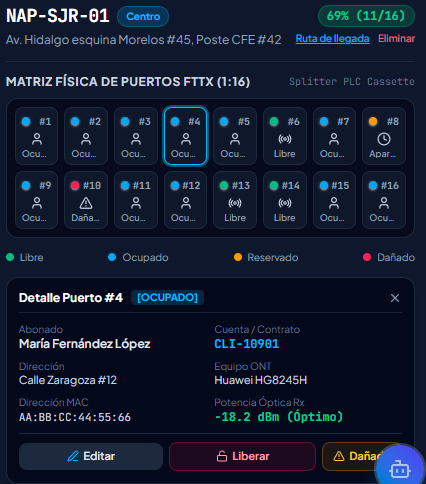 NAP-SJR-01 Centro 69% (11/16)
Av. Hidalgo esquina Morelos #45, Poste CFE #42 Ruta de llegada Eliminar
MATRIZ FÍSICA DE PUERTOS FTTX (1:16) Splitter PLC Cassette
#1 #2 #3 #4 #5 #6 #7 #8
Ocu... Ocu... Ocu... Ocu... Ocu... Libre Ocu... Apar...
#9 #10 #11 #12 #13 #14 #15 #16
Ocu... Daña... Ocu... Ocu... Libre Libre Ocu... Ocu...
Libre Ocupado Reservado Dañado
Detalle Puerto #4 [OCUPADO]
Abonado Cuenta / Contrato
María Fernández López CLI-10901
Dirección Equipo ONT
Calle Zaragoza #12 Huawei HG8245H
Dirección MAC Potencia Óptica Rx
AA:BB:CC:44:55:66 -18.2 dBm (Óptimo)
Editar Liberar